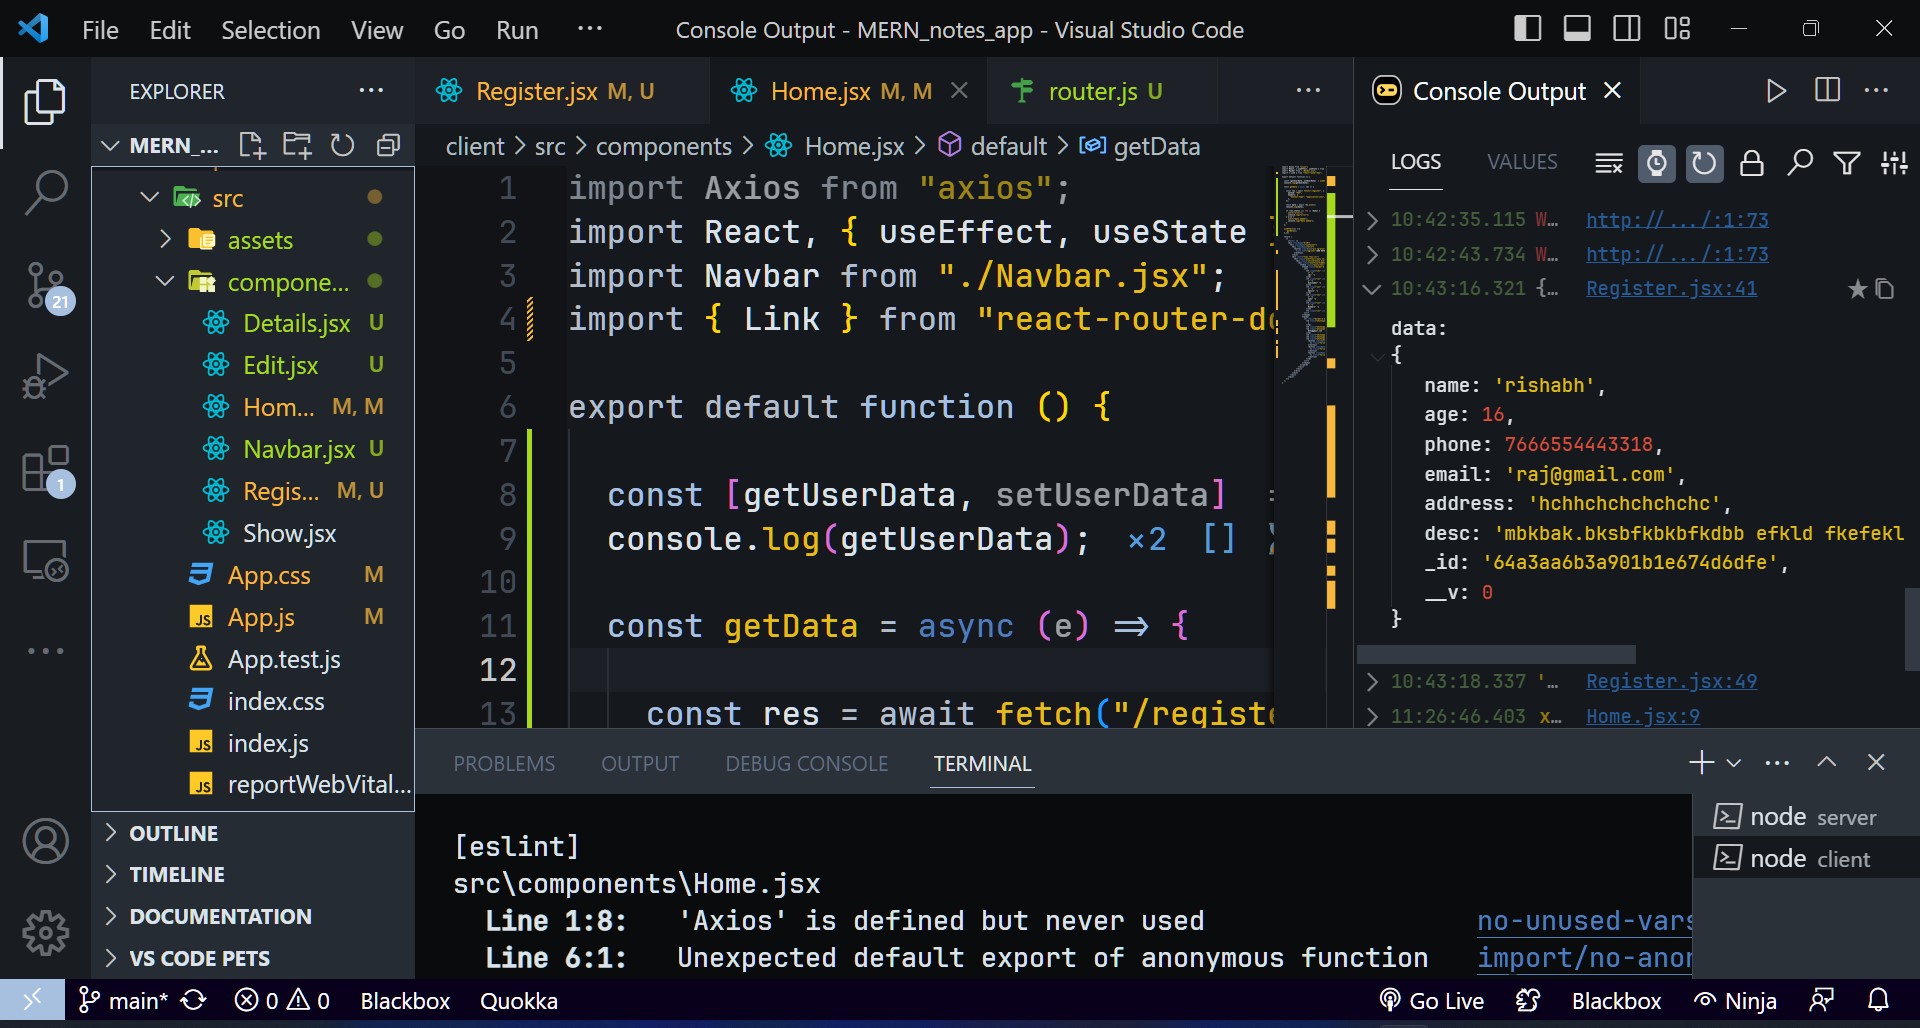 File Edit Selection View Go Run ··· Console Output - MERN_notes_app - Visual Studio Code
EXPLORER ···
MERN_...
src
assets
compone...
Details.jsx U
Edit.jsx U
Hom... M, M
Navbar.jsx U
Regis... M, U
Show.jsx
App.css M
App.js M
App.test.js
index.css
index.js
reportWebVital...
OUTLINE
TIMELINE
DOCUMENTATION
VS CODE PETS
21
1
Register.jsx M, U Home.jsx M, M router.js U ···
client > src > components > Home.jsx > default > getData
1 import Axios from "axios";
2 import React, { useEffect, useState
3 import Navbar from "./Navbar.jsx";
4 import { Link } from "react-router-d
5
6 export default function () {
7
8 const [getUserData, setUserData] =
9 console.log(getUserData); ×2 []
10
11 const getData = async (e) => {
12
13 const res = await fetch("/registe
Console Output
LOGS VALUES
10:42:35.115 W... http://.../:1:73
10:42:43.734 W... http://.../:1:73
10:43:16.321 {... Register.jsx:41
data:
{
name: 'rishabh',
age: 16,
phone: 7666554443318,
email: 'raj@gmail.com',
address: 'hchhchchchchchc',
desc: 'mbkbak.bksbfkbkbfkdbb efkld fkefekl
_id: '64a3aa6b3a901b1e674d6dfe',
__v: 0
}
10:43:18.337 '... Register.jsx:49
11:26:46.403 x... Home.jsx:9
PROBLEMS OUTPUT DEBUG CONSOLE TERMINAL
[eslint]
src\components\Home.jsx
Line 1:8: 'Axios' is defined but never used no-unused-vars
Line 6:1: Unexpected default export of anonymous function import/no-anon
node server
node client
main* 0 0 Blackbox Quokka Go Live Blackbox Ninja